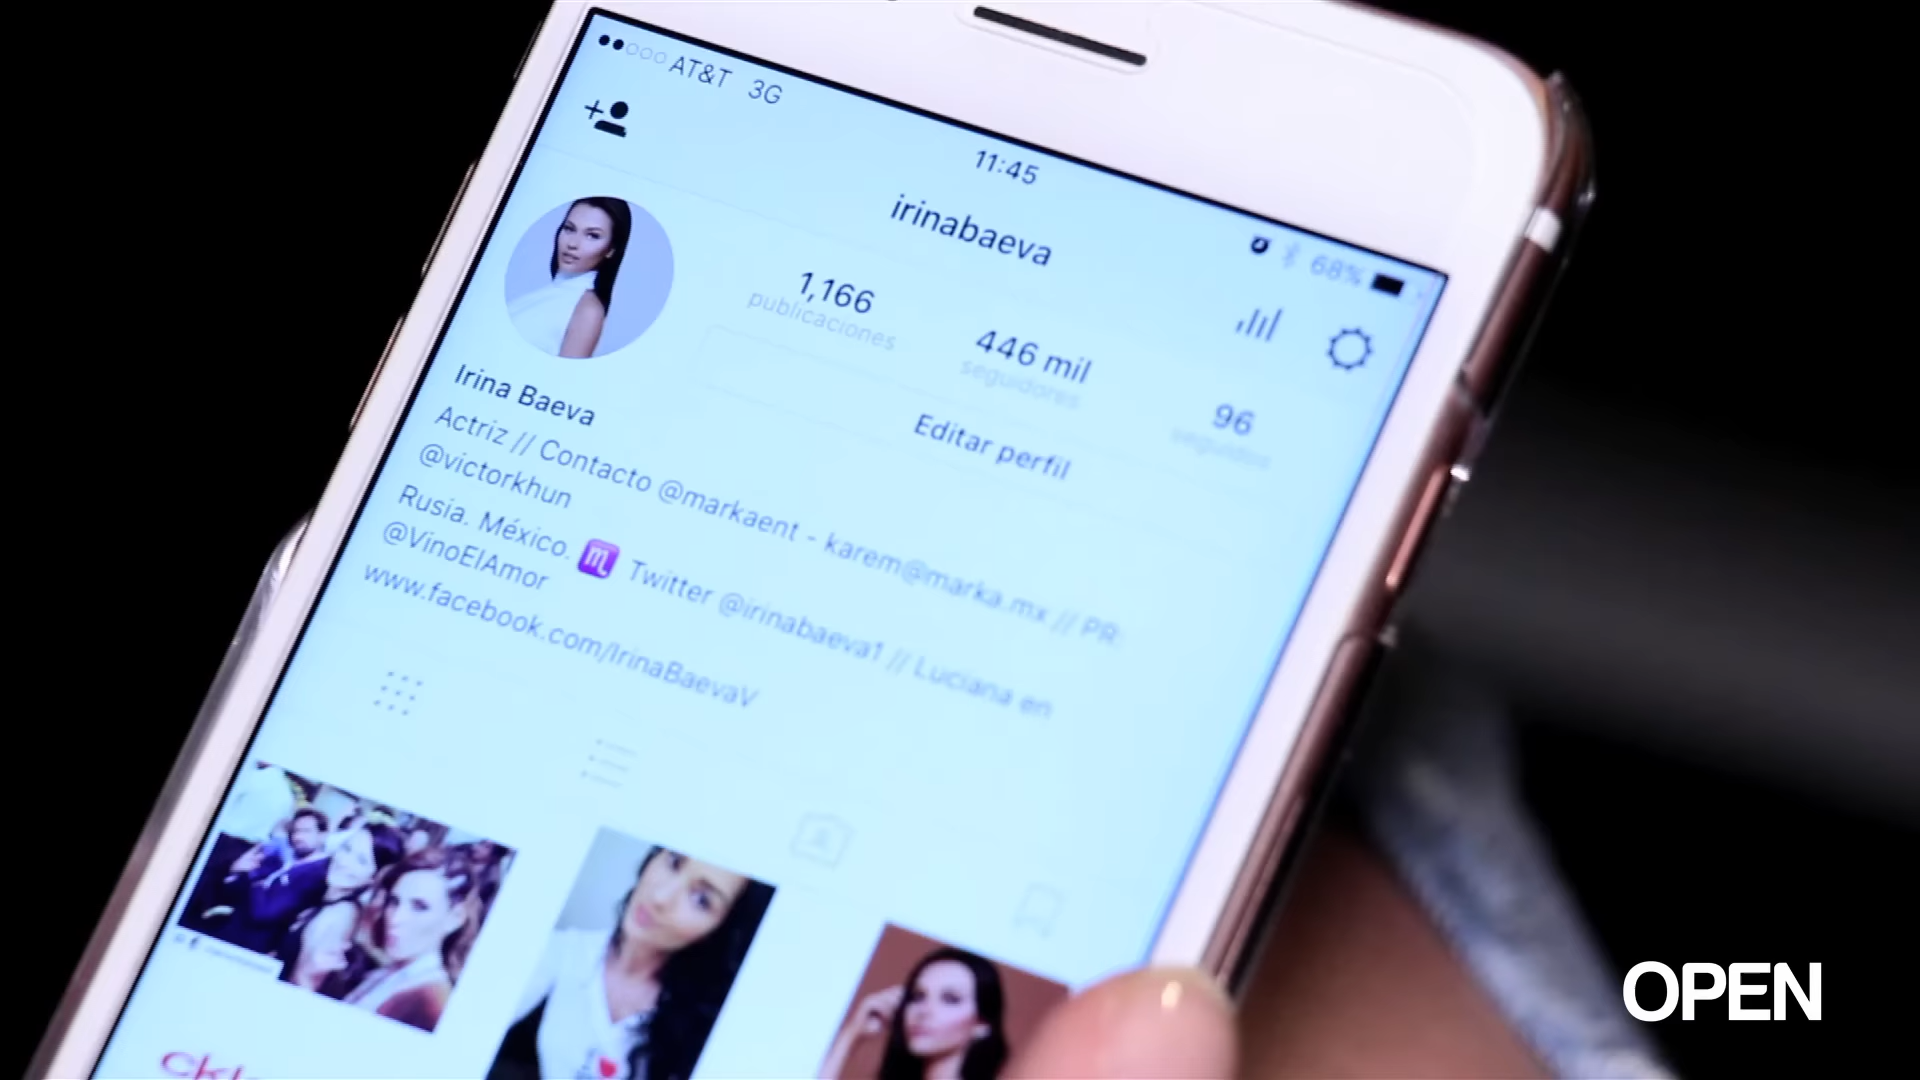 AT&T 3G
11:45
68%
irinabaeva
1,166
publicaciones
446 mil
seguidores
96
seguidos
Editar perfil
Irina Baeva
Actriz // Contacto @markaent - karem@marka.mx // PR:
@victorkhun
Rusia. México. ♏ Twitter @irinabaeva1 // Luciana en
@VinoElAmor
www.facebook.com/IrinaBaevaV
OPEN